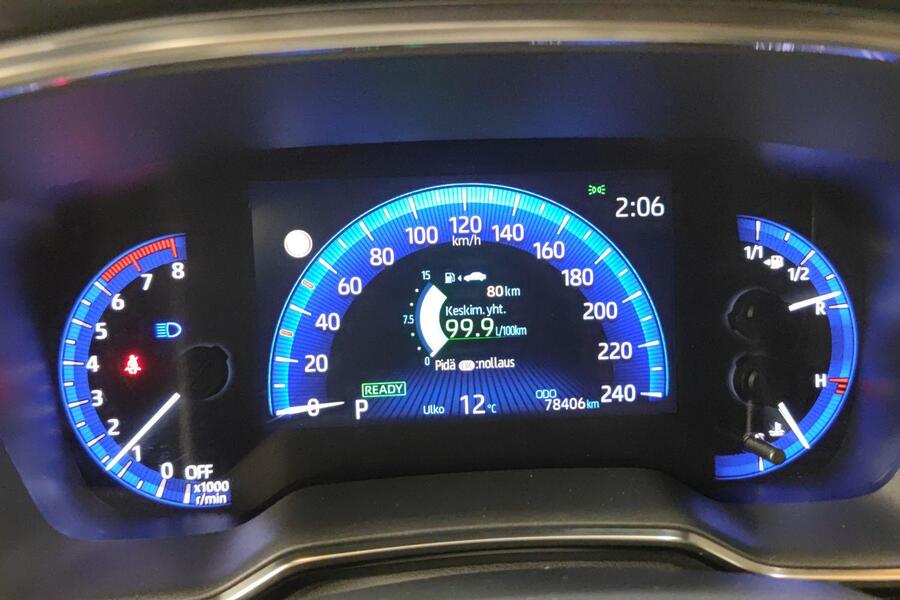 2:06
0
20
40
60
80
100
120
140
160
180
200
220
240
km/h
15
7.5
0
80 km
Keskim. yht.
99.9 L/100km
Pidä OK :nollaus
READY
P
Ulko 12 °C
ODO
78406 km
8
7
6
5
4
3
2
1
0
OFF
x1000
r/min
1/1
1/2
R
H